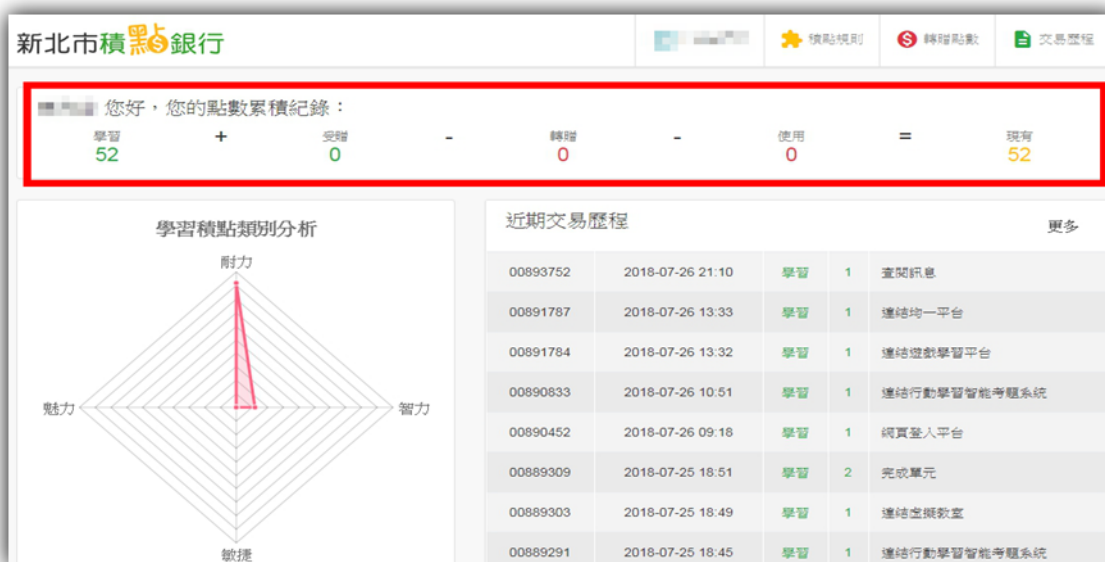 新北市積點銀行
積點規則
轉贈點數
交易歷程
您好，您的點數累積紀錄：
學習 + 受贈 - 轉贈 - 使用 = 現有
52 0 0 0 52
學習積點類別分析
耐力
魅力
智力
敏捷
近期交易歷程
更多
00893752 2018-07-26 21:10 學習 1 查閱訊息
00891787 2018-07-26 13:33 學習 1 連結均一平台
00891784 2018-07-26 13:32 學習 1 連結遊戲學習平台
00890833 2018-07-26 10:51 學習 1 連結行動學習智能考題系統
00890452 2018-07-26 09:18 學習 1 網頁登入平台
00889309 2018-07-25 18:51 學習 2 完成單元
00889303 2018-07-25 18:49 學習 1 連結虛擬教室
00889291 2018-07-25 18:45 學習 1 連結行動學習智能考題系統